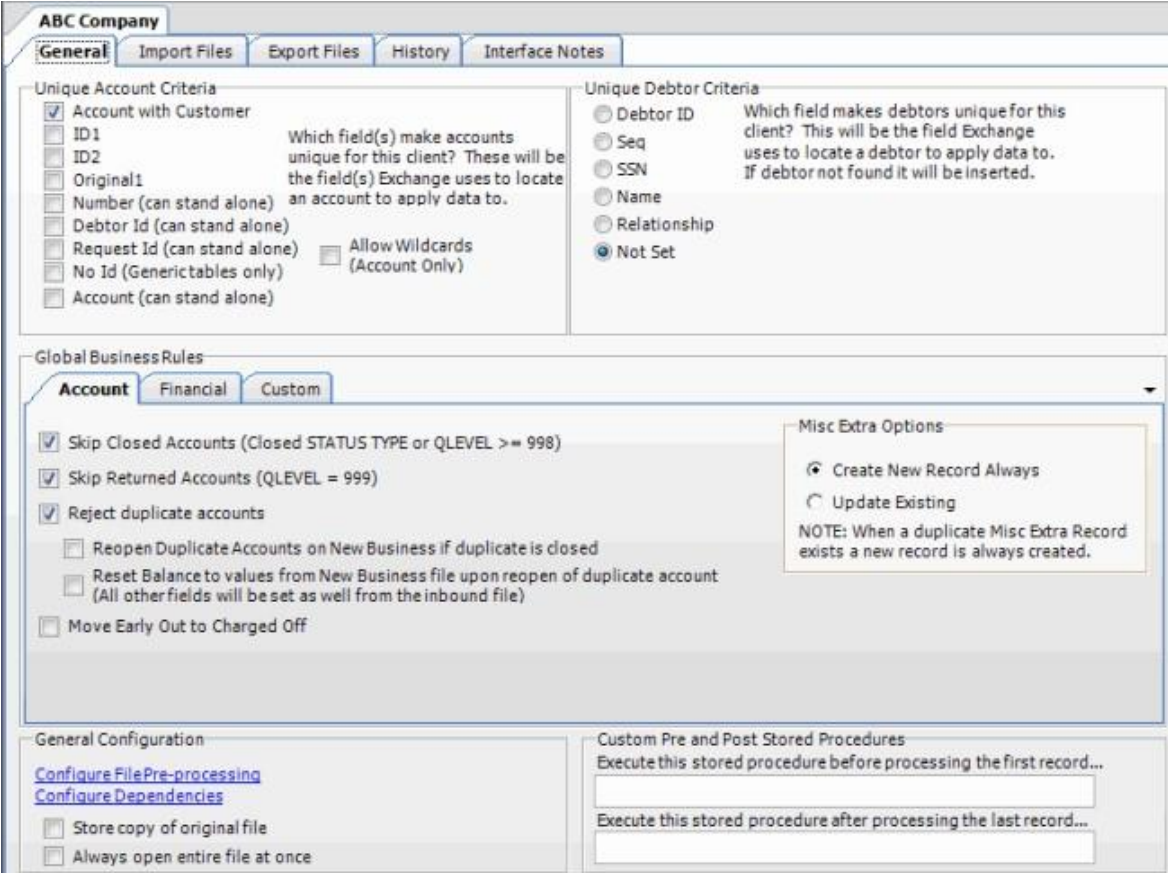 ABC Company
General
Import Files
Export Files
History
Interface Notes
Unique Account Criteria
Account with Customer
ID1
ID2
Original1
Number (can stand alone)
Debtor Id (can stand alone)
Request Id (can stand alone)
No Id (Generic tables only)
Account (can stand alone)
Which field(s) make accounts
unique for this client? These will be
the field(s) Exchange uses to locate
an account to apply data to.
Allow Wildcards
(Account Only)
Unique Debtor Criteria
Debtor ID
Seq
SSN
Name
Relationship
Not Set
Which field makes debtors unique for this
client? This will be the field Exchange
uses to locate a debtor to apply data to.
If debtor not found it will be inserted.
Global Business Rules
Account
Financial
Custom
Skip Closed Accounts (Closed STATUS TYPE or QLEVEL >= 998)
Skip Returned Accounts (QLEVEL = 999)
Reject duplicate accounts
Reopen Duplicate Accounts on New Business if duplicate is closed
Reset Balance to values from New Business file upon reopen of duplicate account
(All other fields will be set as well from the inbound file)
Move Early Out to Charged Off
Misc Extra Options
Create New Record Always
Update Existing
NOTE: When a duplicate Misc Extra Record
exists a new record is always created.
General Configuration
Configure File Pre-processing
Configure Dependencies
Store copy of original file
Always open entire file at once
Custom Pre and Post Stored Procedures
Execute this stored procedure before processing the first record...
Execute this stored procedure after processing the last record...